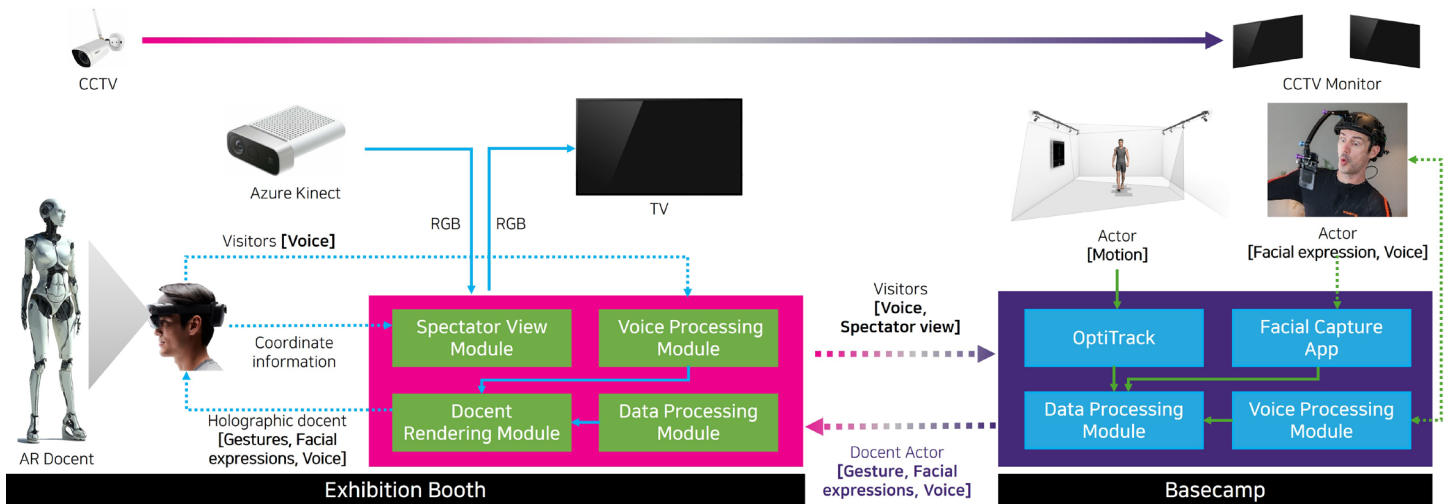 CCTV
CCTV Monitor
Azure Kinect
TV
RGB
RGB
Visitors [Voice]
Actor
[Motion]
Actor
[Facial expression, Voice]
Visitors
[Voice,
Spectator view]
Spectator View
Module
Voice Processing
Module
OptiTrack
Facial Capture
App
Coordinate
information
Holographic docent
[Gestures, Facial
expressions, Voice]
Docent
Rendering Module
Data Processing
Module
Data Processing
Module
Voice Processing
Module
AR Docent
Docent Actor
[Gesture, Facial
expressions, Voice]
Exhibition Booth
Basecamp